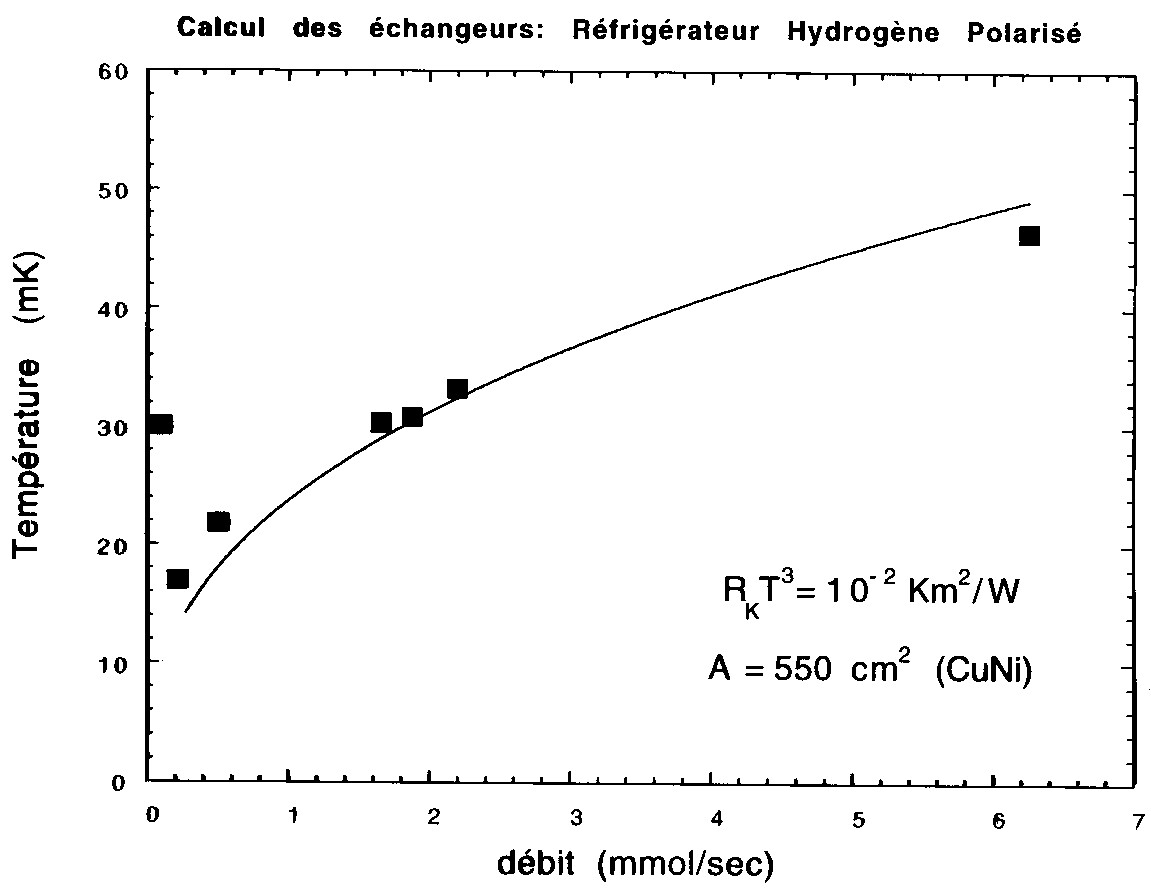 Calcul des échangeurs: Réfrigérateur Hydrogène Polarisé
60
50
40
30
20
10
0
Température (mK)
R_K T³ = 10⁻² Km²/W
A = 550 cm² (CuNi)
0 1 2 3 4 5 6 7
débit (mmol/sec)